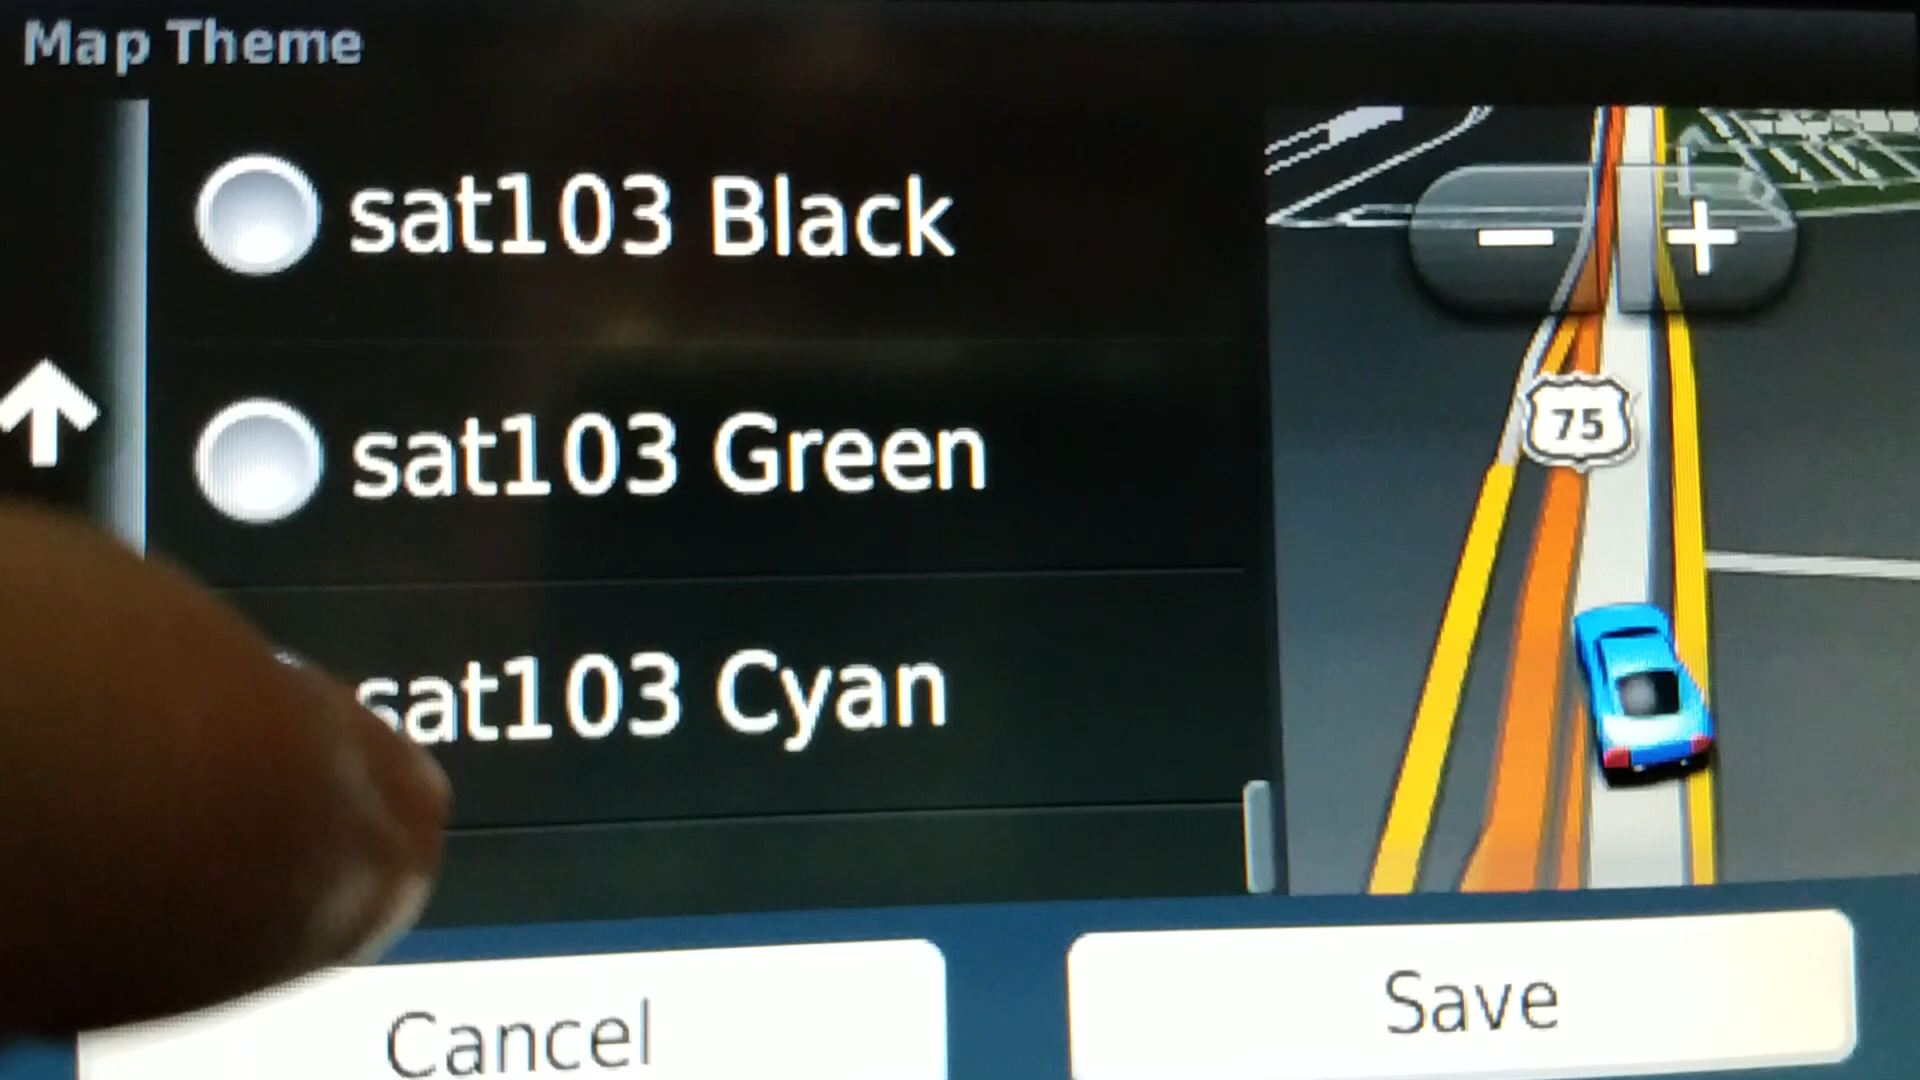 Map Theme
sat103 Black
sat103 Green
sat103 Cyan
75
Cancel
Save